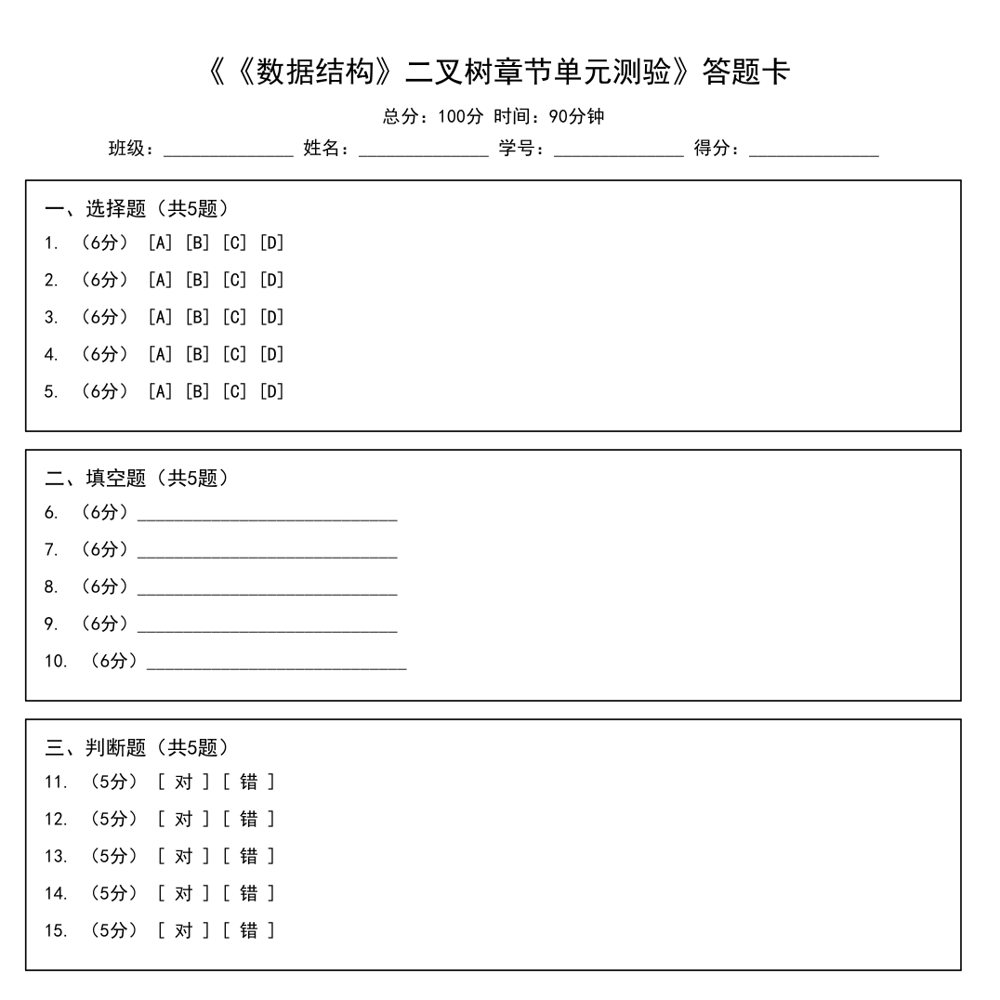 《《数据结构》二叉树章节单元测验》答题卡
总分：100分 时间：90分钟
班级：______________ 姓名：______________ 学号：______________ 得分：______________
一、选择题（共5题）
1. （6分） [A] [B] [C] [D]
2. （6分） [A] [B] [C] [D]
3. （6分） [A] [B] [C] [D]
4. （6分） [A] [B] [C] [D]
5. （6分） [A] [B] [C] [D]
二、填空题（共5题）
6. （6分）____________________________
7. （6分）____________________________
8. （6分）____________________________
9. （6分）____________________________
10. （6分）____________________________
三、判断题（共5题）
11. （5分） [ 对 ] [ 错 ]
12. （5分） [ 对 ] [ 错 ]
13. （5分） [ 对 ] [ 错 ]
14. （5分） [ 对 ] [ 错 ]
15. （5分） [ 对 ] [ 错 ]